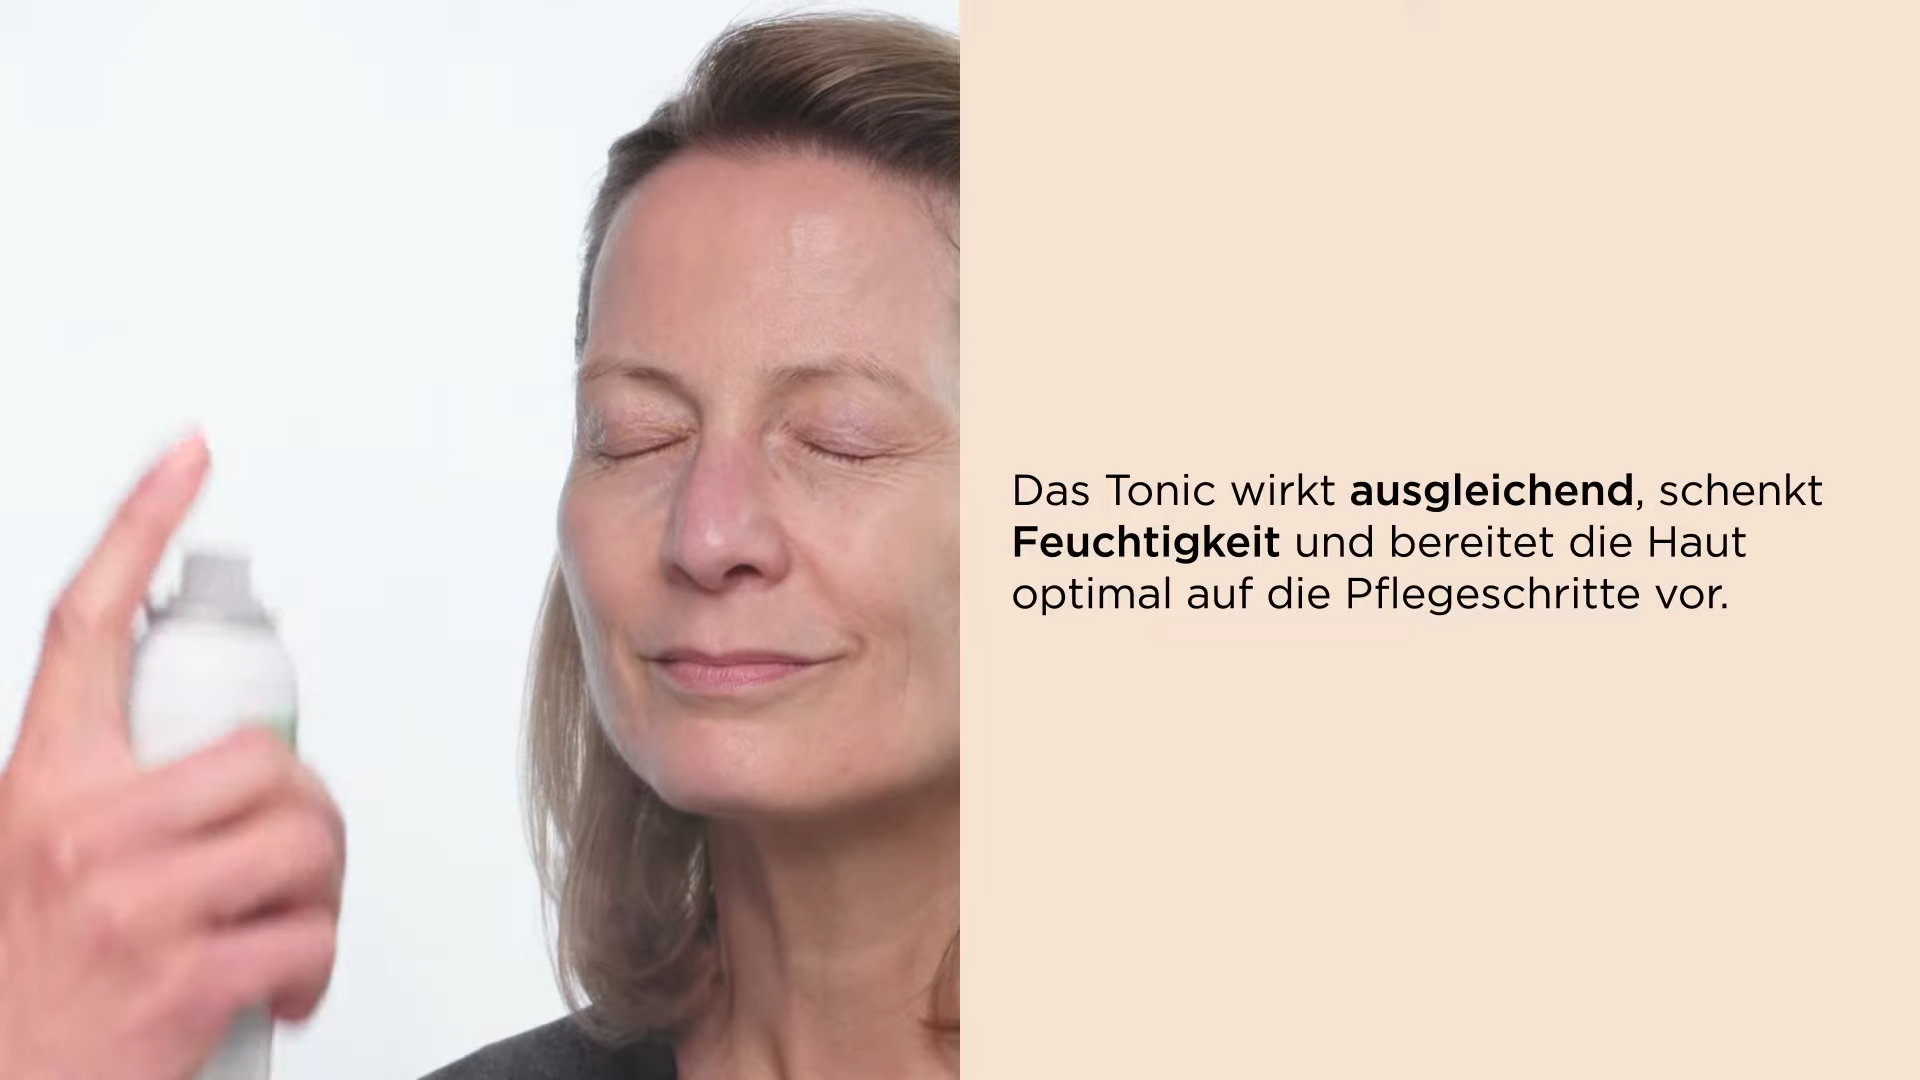 Das Tonic wirkt ausgleichend, schenkt
Feuchtigkeit und bereitet die Haut
optimal auf die Pflegeschritte vor.